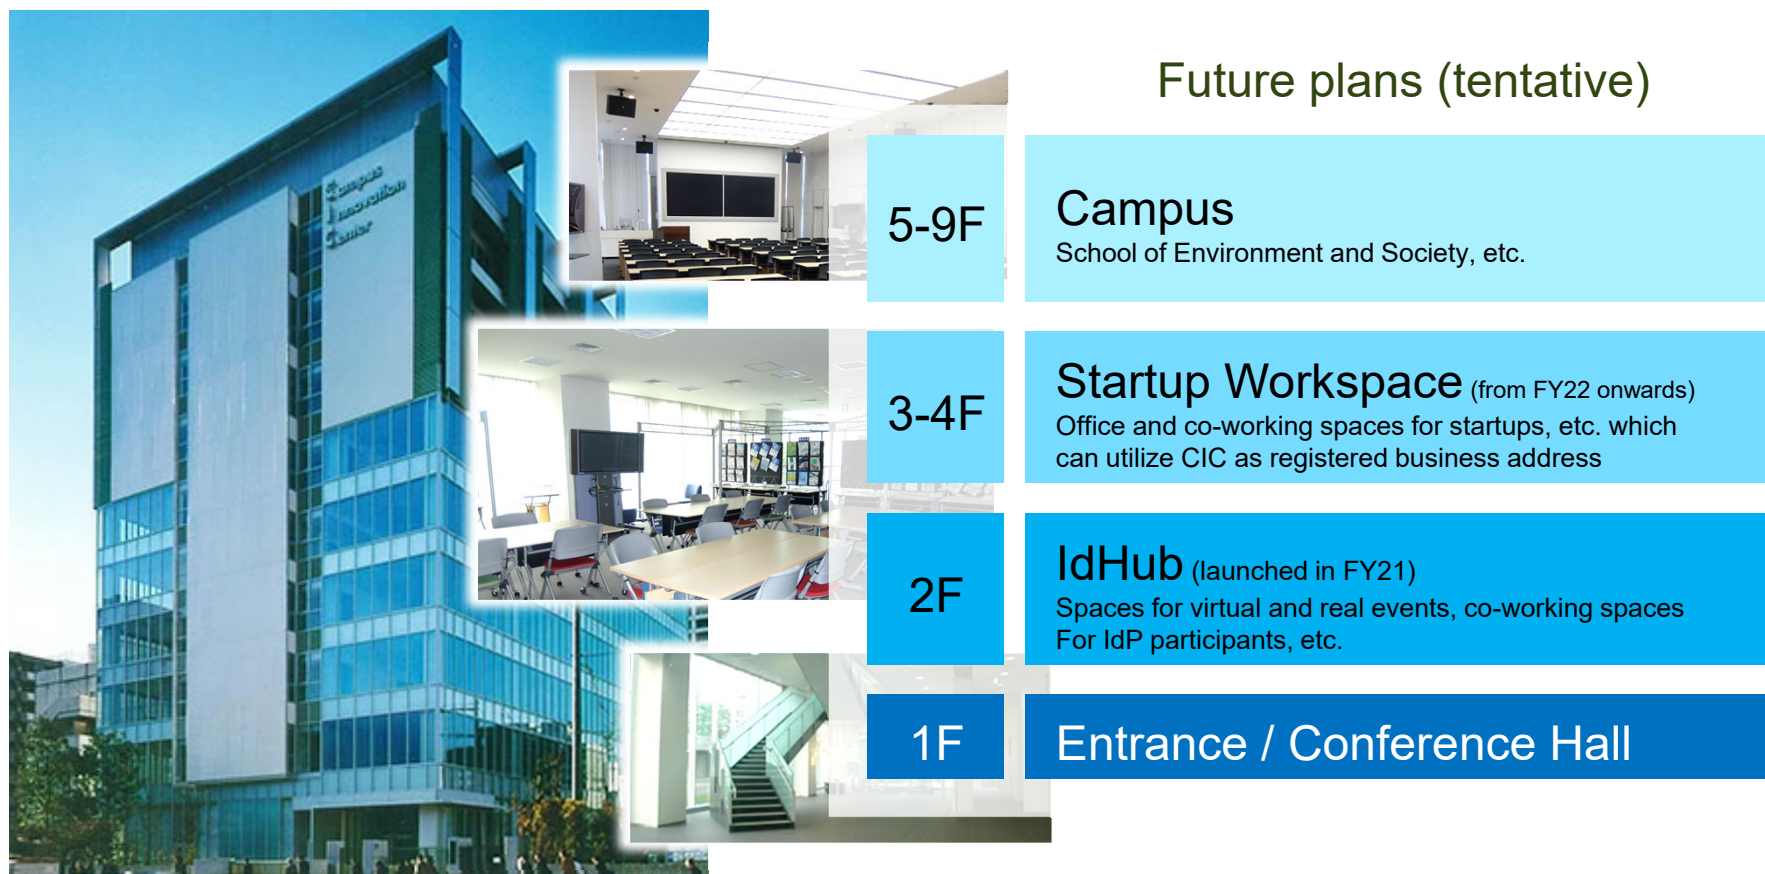 Campus
Innovation
Center
Future plans (tentative)
5-9F
Campus
School of Environment and Society, etc.
3-4F
Startup Workspace (from FY22 onwards)
Office and co-working spaces for startups, etc. which
can utilize CIC as registered business address
2F
IdHub (launched in FY21)
Spaces for virtual and real events, co-working spaces
For IdP participants, etc.
1F
Entrance / Conference Hall